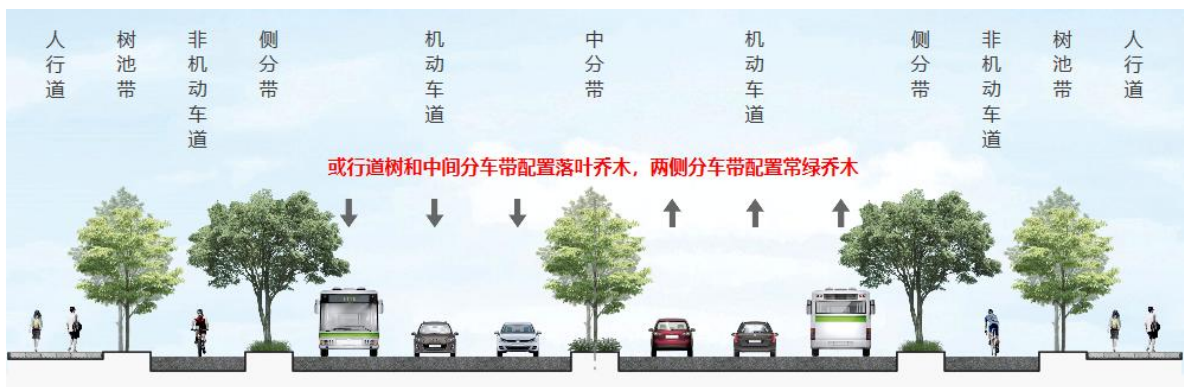 人行道
树池带
非机动车道
侧分带
机动车道
中分带
机动车道
侧分带
非机动车道
树池带
人行道
或行道树和中间分车带配置落叶乔木，两侧分车带配置常绿乔木